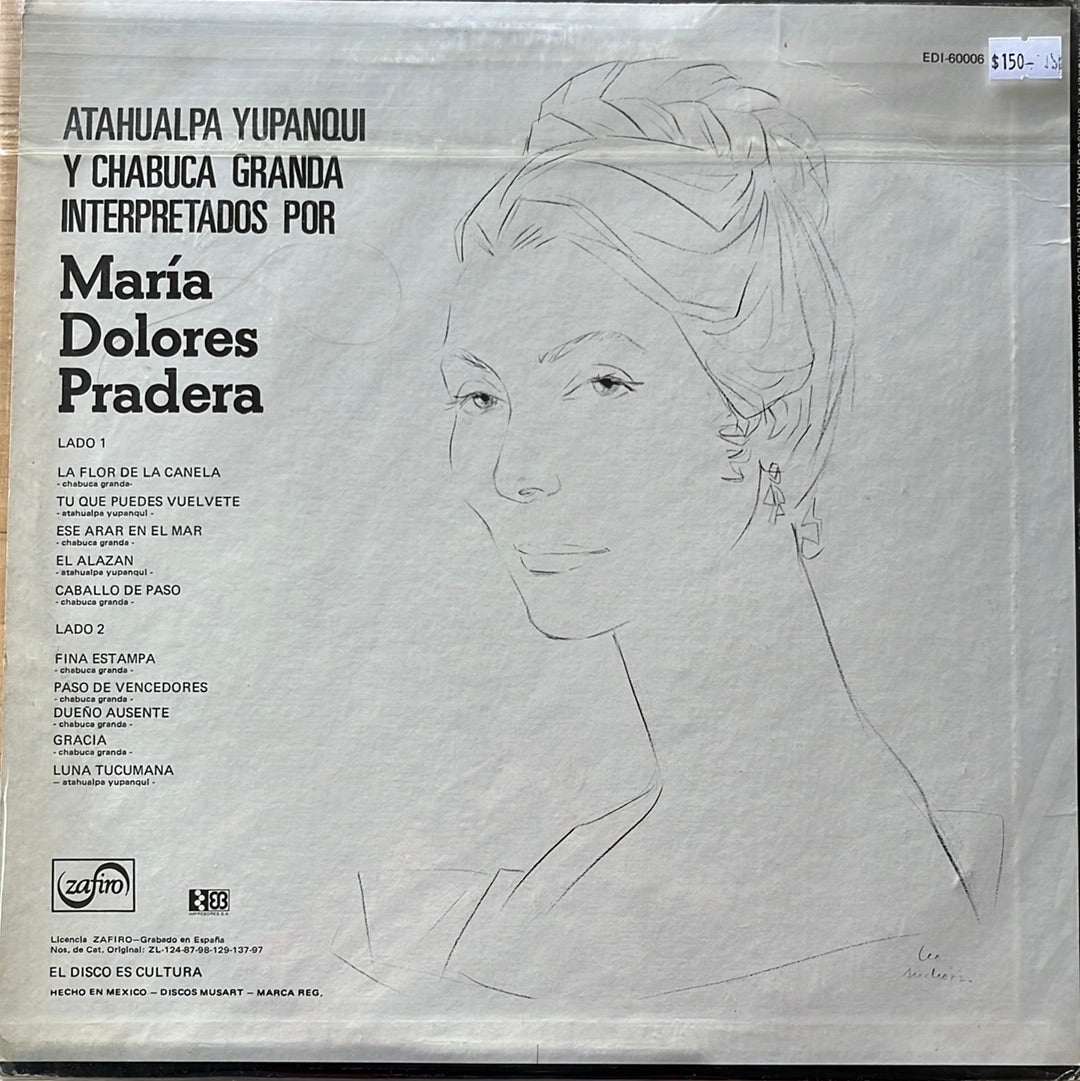 EDI-60006
$150-
ATAHUALPA YUPANQUI
Y CHABUCA GRANDA
INTERPRETADOS POR
María
Dolores
Pradera
LADO 1
LA FLOR DE LA CANELA
- chabuca granda-
TU QUE PUEDES VUELVETE
- atahualpa yupanqui -
ESE ARAR EN EL MAR
- chabuca granda -
EL ALAZAN
- atahualpa yupanqui -
CABALLO DE PASO
- chabuca granda -
LADO 2
FINA ESTAMPA
- chabuca granda -
PASO DE VENCEDORES
- chabuca granda -
DUEÑO AUSENTE
- chabuca granda -
GRACIA
- chabuca granda -
LUNA TUCUMANA
— atahualpa yupanqui -
zafiro
IMPRESORES S.A.
Licencia ZAFIRO—Grabado en España
Nos. de Cat. Original: ZL-124-87-98-129-137-97
EL DISCO ES CULTURA
HECHO EN MEXICO — DISCOS MUSART — MARCA REG.